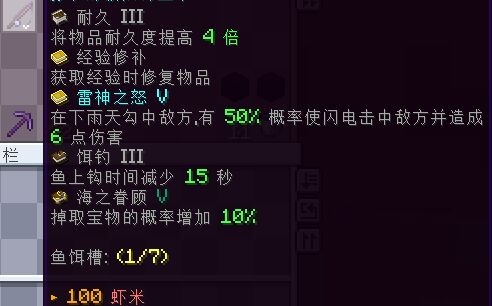 耐久 III
将物品耐久度提高 4 倍
经验修补
获取经验时修复物品
雷神之怒 V
在下雨天勾中敌方,有 50% 概率使闪电击中敌方并造成
6 点伤害
饵钓 III
鱼上钩时间减少 15 秒
海之眷顾 V
掉取宝物的概率增加 10%
鱼饵槽: (1/7)
▸ 100 虾米
栏